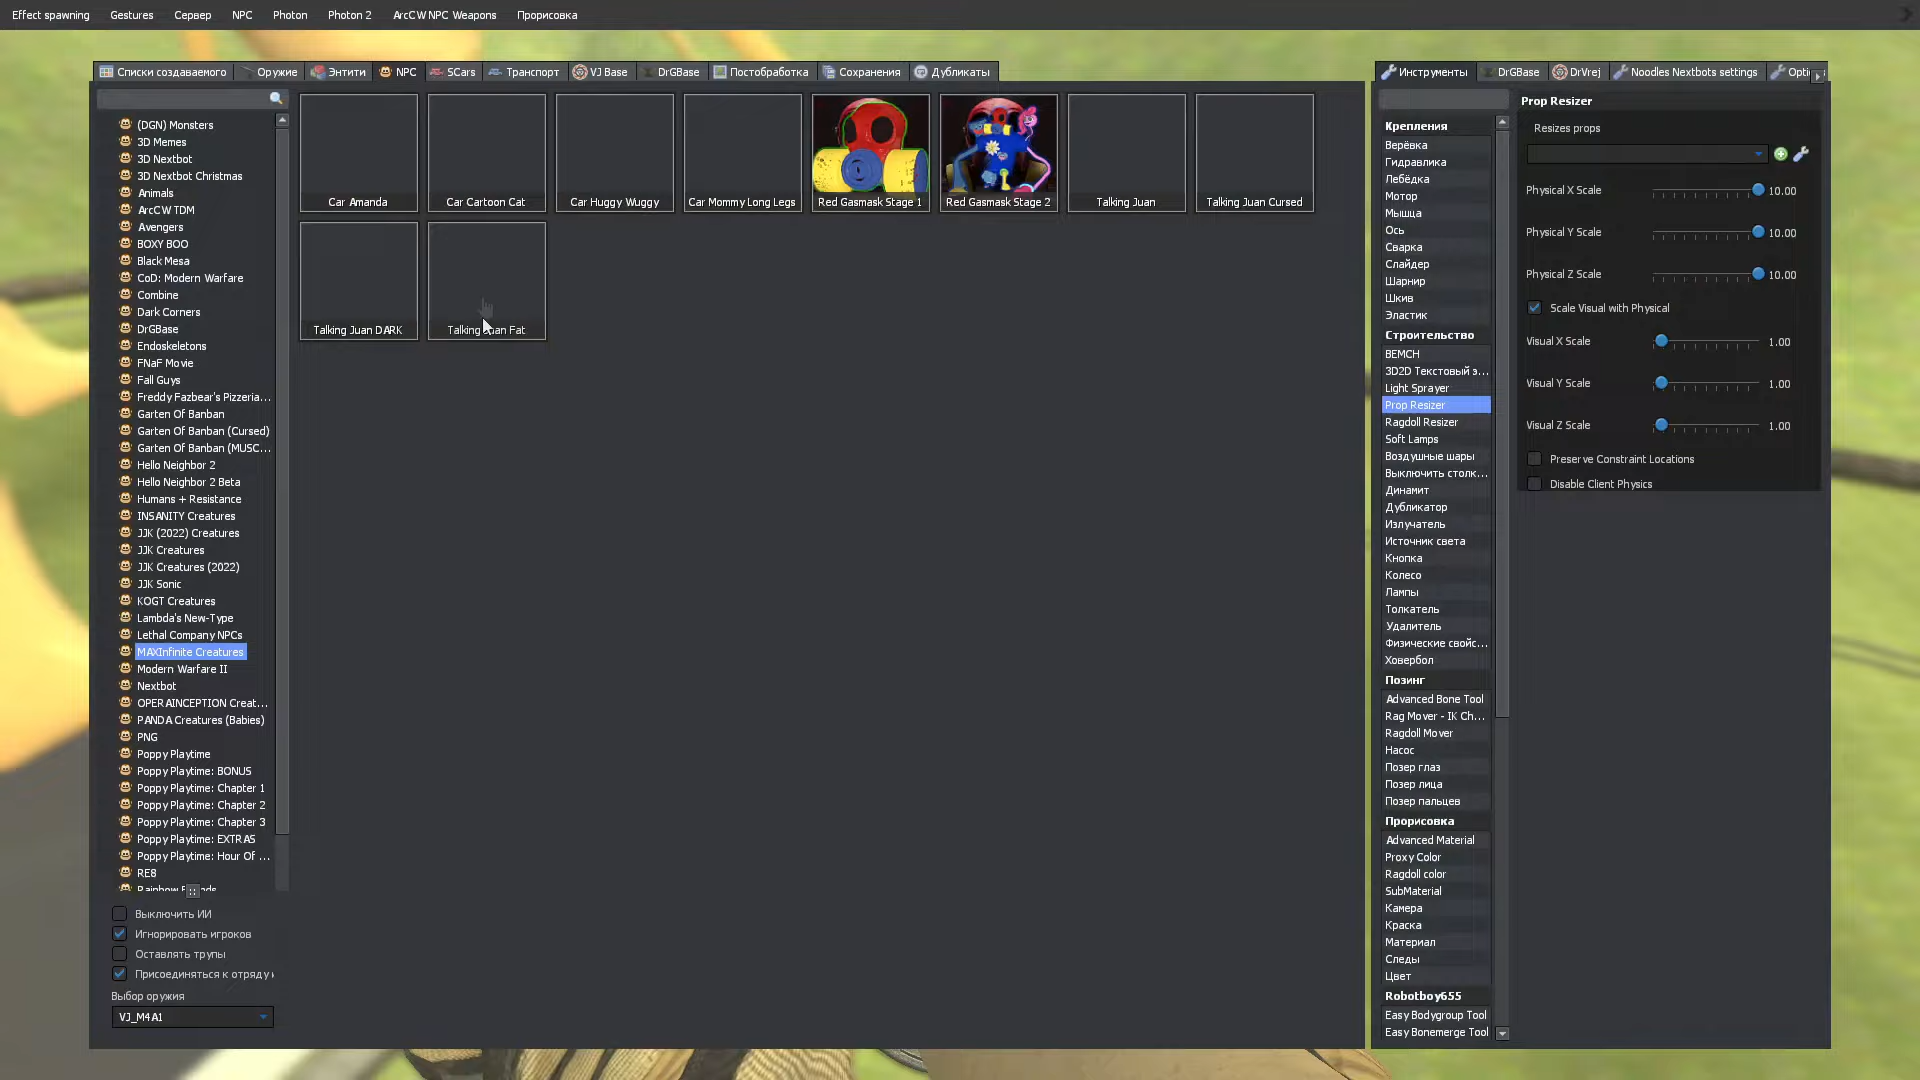 Effect spawning Gestures Сервер NPC Photon Photon 2 ArcCW NPC Weapons Прорисовка
Списки создаваемого Оружие Энтити NPC SCars Транспорт VJ Base DrGBase Постобработка Сохранения Дубликаты
(DGN) Monsters
3D Memes
3D Nextbot
3D Nextbot Christmas
Animals
ArcCW TDM
Avengers
BOXY BOO
Black Mesa
CoD: Modern Warfare
Combine
Dark Corners
DrGBase
Endoskeletons
FNaF Movie
Fall Guys
Freddy Fazbear's Pizzeria...
Garten Of Banban
Garten Of Banban (Cursed)
Garten Of Banban (MUSC...
Hello Neighbor 2
Hello Neighbor 2 Beta
Humans + Resistance
INSANITY Creatures
JJK (2022) Creatures
JJK Creatures
JJK Creatures (2022)
JJK Sonic
KOGT Creatures
Lambda's New-Type
Lethal Company NPCs
MAXInfinite Creatures
Modern Warfare II
Nextbot
OPERAINCEPTION Creat...
PANDA Creatures (Babies)
PNG
Poppy Playtime
Poppy Playtime: BONUS
Poppy Playtime: Chapter 1
Poppy Playtime: Chapter 2
Poppy Playtime: Chapter 3
Poppy Playtime: EXTRAS
Poppy Playtime: Hour Of ...
RE8
Выключить ИИ
Игнорировать игроков
Оставлять трупы
Присоединяться к отряду
Выбор оружия
VJ_M4A1
Car Amanda Car Cartoon Cat Car Huggy Wuggy Car Mommy Long Legs Red Gasmask Stage 1 Red Gasmask Stage 2 Talking Juan Talking Juan Cursed
Talking Juan DARK Talking Juan Fat
Инструменты DrGBase DrVrej Noodles Nextbots settings Opti
Крепления
Верёвка
Гидравлика
Лебёдка
Мотор
Мышца
Ось
Сварка
Слайдер
Шарнир
Шкив
Эластик
Строительство
BEMCH
3D2D Текстовый э...
Light Sprayer
Prop Resizer
Ragdoll Resizer
Soft Lamps
Воздушные шары
Выключить столк...
Динамит
Дубликатор
Излучатель
Источник света
Кнопка
Колесо
Лампы
Толкатель
Удалитель
Физические свойс...
Ховербол
Позинг
Advanced Bone Tool
Rag Mover - IK Ch...
Ragdoll Mover
Насос
Позер глаз
Позер лица
Позер пальцев
Прорисовка
Advanced Material
Proxy Color
Ragdoll color
SubMaterial
Камера
Краска
Материал
Следы
Цвет
Robotboy655
Easy Bodygroup Tool
Easy Bonemerge Tool
Prop Resizer
Resizes props
Physical X Scale 10.00
Physical Y Scale 10.00
Physical Z Scale 10.00
Scale Visual with Physical
Visual X Scale 1.00
Visual Y Scale 1.00
Visual Z Scale 1.00
Preserve Constraint Locations
Disable Client Physics